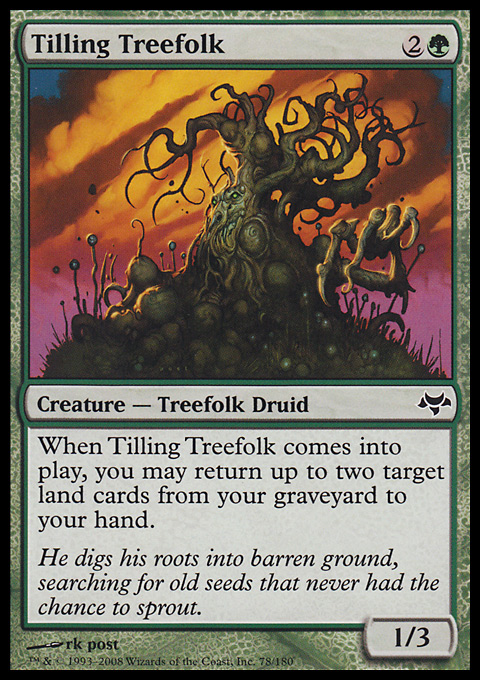 Tilling Treefolk 2
Creature — Treefolk Druid
When Tilling Treefolk comes into
play, you may return up to two target
land cards from your graveyard to
your hand.
He digs his roots into barren ground,
searching for old seeds that never had the
chance to sprout.
rk post
1/3
™ & © 1993–2008 Wizards of the Coast, Inc. 78/180